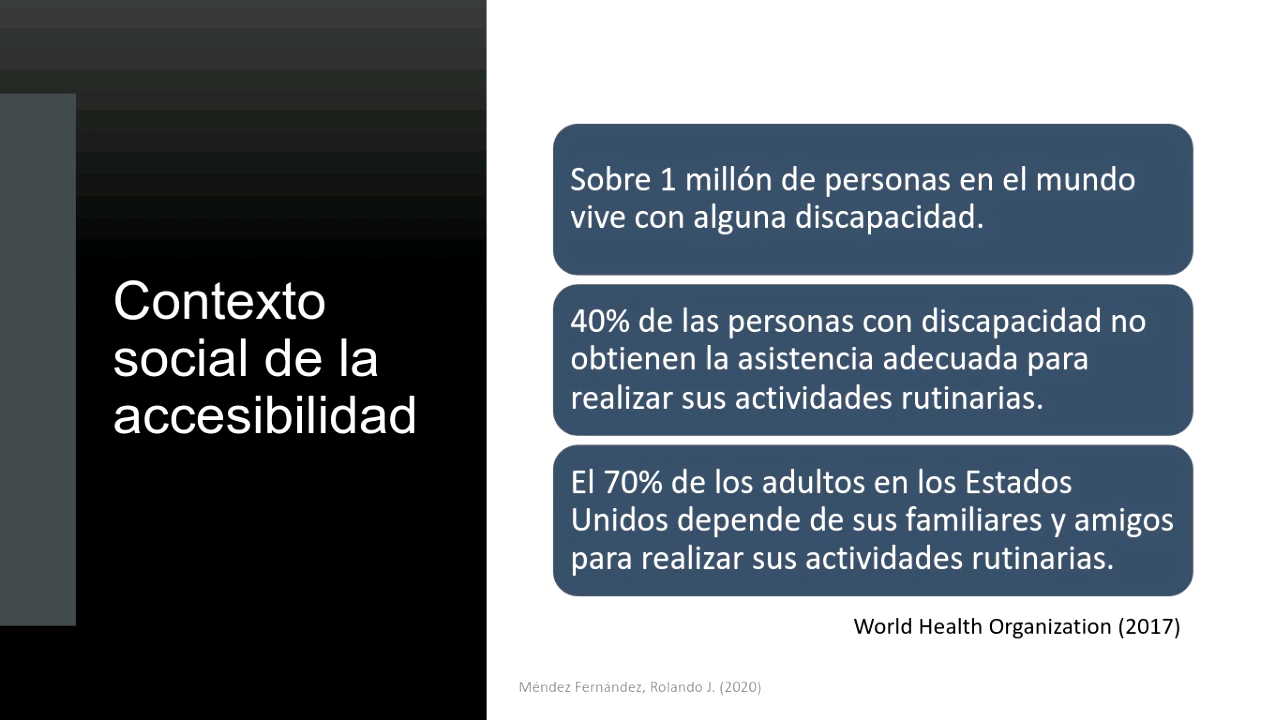 Contexto
social de la
accesibilidad
Sobre 1 millón de personas en el mundo
vive con alguna discapacidad.
40% de las personas con discapacidad no
obtienen la asistencia adecuada para
realizar sus actividades rutinarias.
El 70% de los adultos en los Estados
Unidos depende de sus familiares y amigos
para realizar sus actividades rutinarias.
World Health Organization (2017)
Méndez Fernández, Rolando J. (2020)